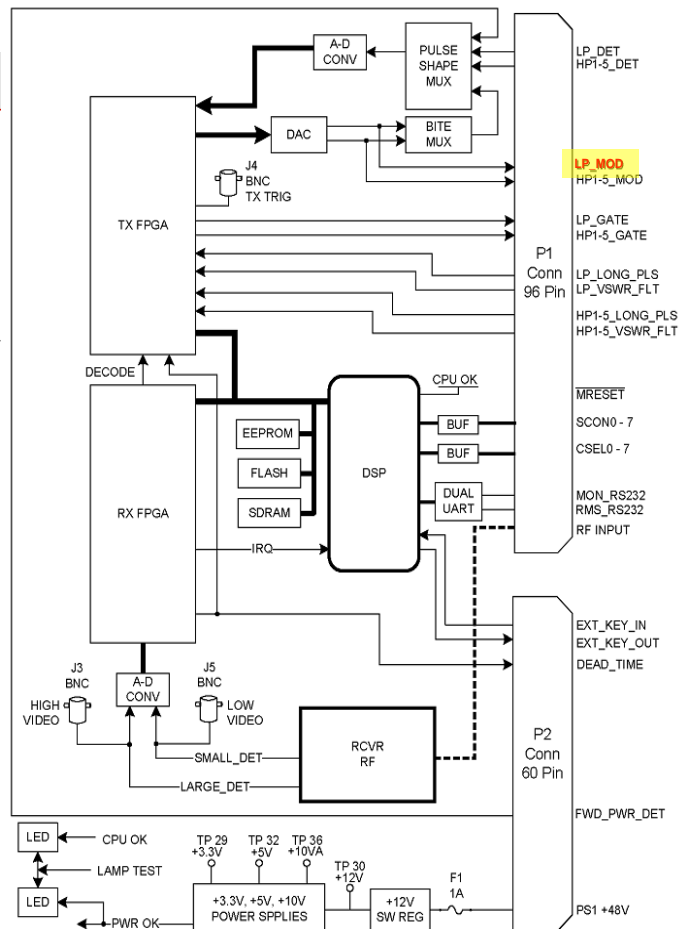 A-D
CONV
PULSE
SHAPE
MUX
LP_DET
HP1-5_DET
DAC
BITE
MUX
LP_MOD
HP1-5_MOD
J4
BNC
TX TRIG
TX FPGA
LP_GATE
HP1-5_GATE
P1
Conn
96 Pin
LP_LONG_PLS
LP_VSWR_FLT
HP1-5_LONG_PLS
HP1-5_VSWR_FLT
DECODE
CPU OK
MRESET
EEPROM
BUF
SCON0 - 7
FLASH
DSP
BUF
CSEL0 - 7
SDRAM
DUAL
UART
MON_RS232
RMS_RS232
RX FPGA
RF INPUT
IRQ
EXT_KEY_IN
EXT_KEY_OUT
DEAD_TIME
J3
BNC
A-D
CONV
J5
BNC
HIGH
VIDEO
LOW
VIDEO
RCVR
RF
P2
Conn
60 Pin
SMALL_DET
LARGE_DET
FWD_PWR_DET
LED
CPU OK
TP 29
+3.3V
TP 32
+5V
TP 36
+10VA
LAMP TEST
TP 30
+12V
F1
1A
LED
+3.3V, +5V, +10V
POWER SPPLIES
+12V
SW REG
PS1 +48V
PWR OK